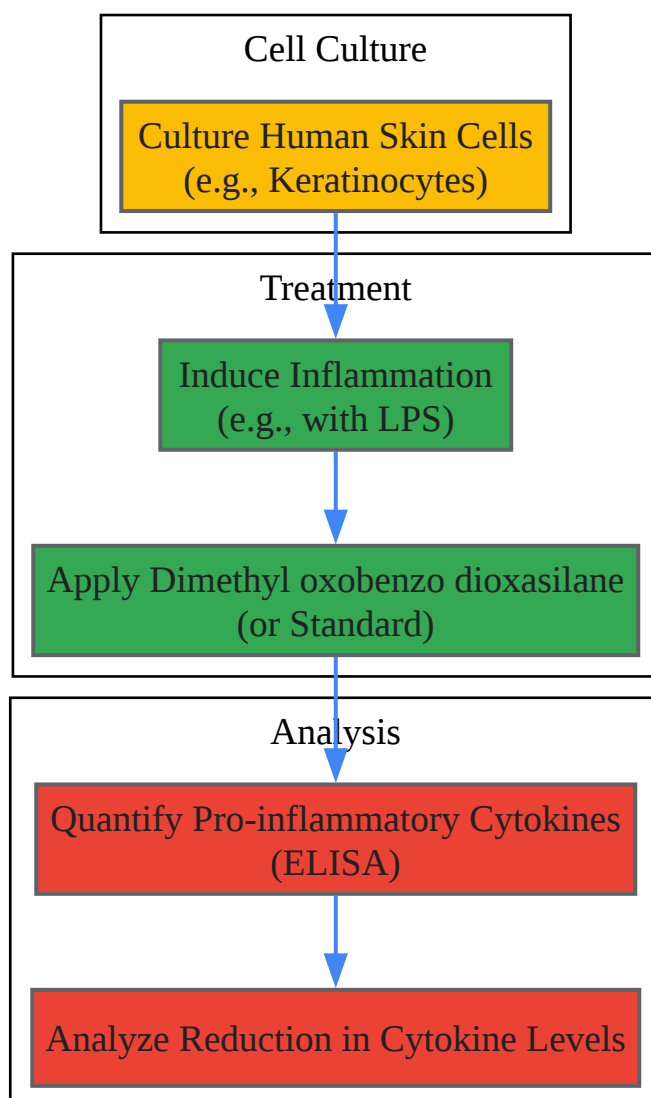 Cell Culture
Culture Human Skin Cells
(e.g., Keratinocytes)
Treatment
Induce Inflammation
(e.g., with LPS)
Apply Dimethyl oxobenzo dioxasilane
(or Standard)
Analysis
Quantify Pro-inflammatory Cytokines
(ELISA)
Analyze Reduction in Cytokine Levels